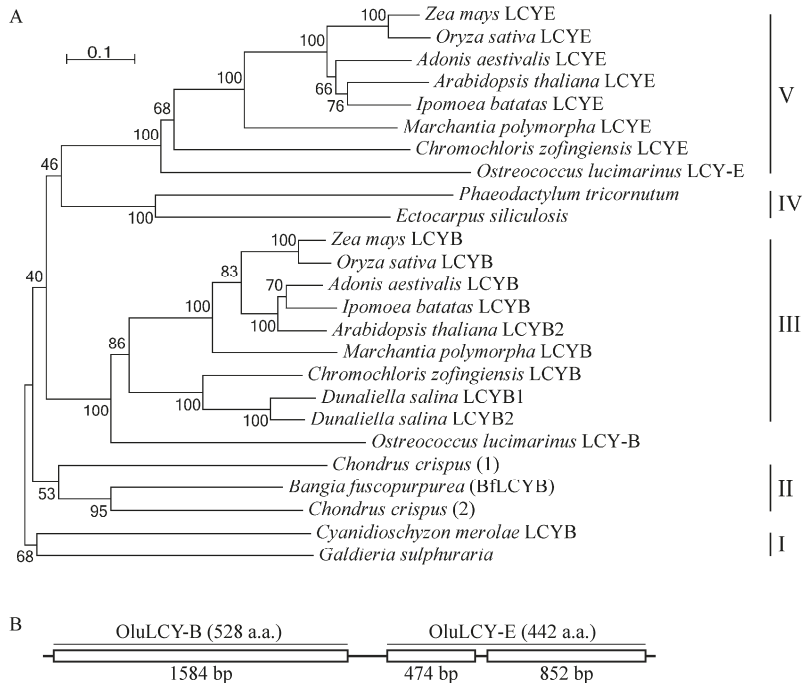 A
0.1
100 Zea mays LCYE
100 Oryza sativa LCYE
Adonis aestivalis LCYE
100 66 Arabidopsis thaliana LCYE
76 Ipomoea batatas LCYE
68 Marchantia polymorpha LCYE
100 Chromochloris zofingiensis LCYE
Ostreococcus lucimarinus LCY-E
V
46
Phaeodactylum tricornutum
100 Ectocarpus siliculosis
IV
40
100 Zea mays LCYB
83 Oryza sativa LCYB
70 Adonis aestivalis LCYB
100 Ipomoea batatas LCYB
100 Arabidopsis thaliana LCYB2
86 Marchantia polymorpha LCYB
Chromochloris zofingiensis LCYB
100 Dunaliella salina LCYB1
100 100 Dunaliella salina LCYB2
Ostreococcus lucimarinus LCY-B
III
Chondrus crispus (1)
53 Bangia fuscopurpurea (BfLCYB)
95 Chondrus crispus (2)
II
Cyanidioschyzon merolae LCYB
68 Galdieria sulphuraria
I
B
OluLCY-B (528 a.a.) OluLCY-E (442 a.a.)
1584 bp 474 bp 852 bp